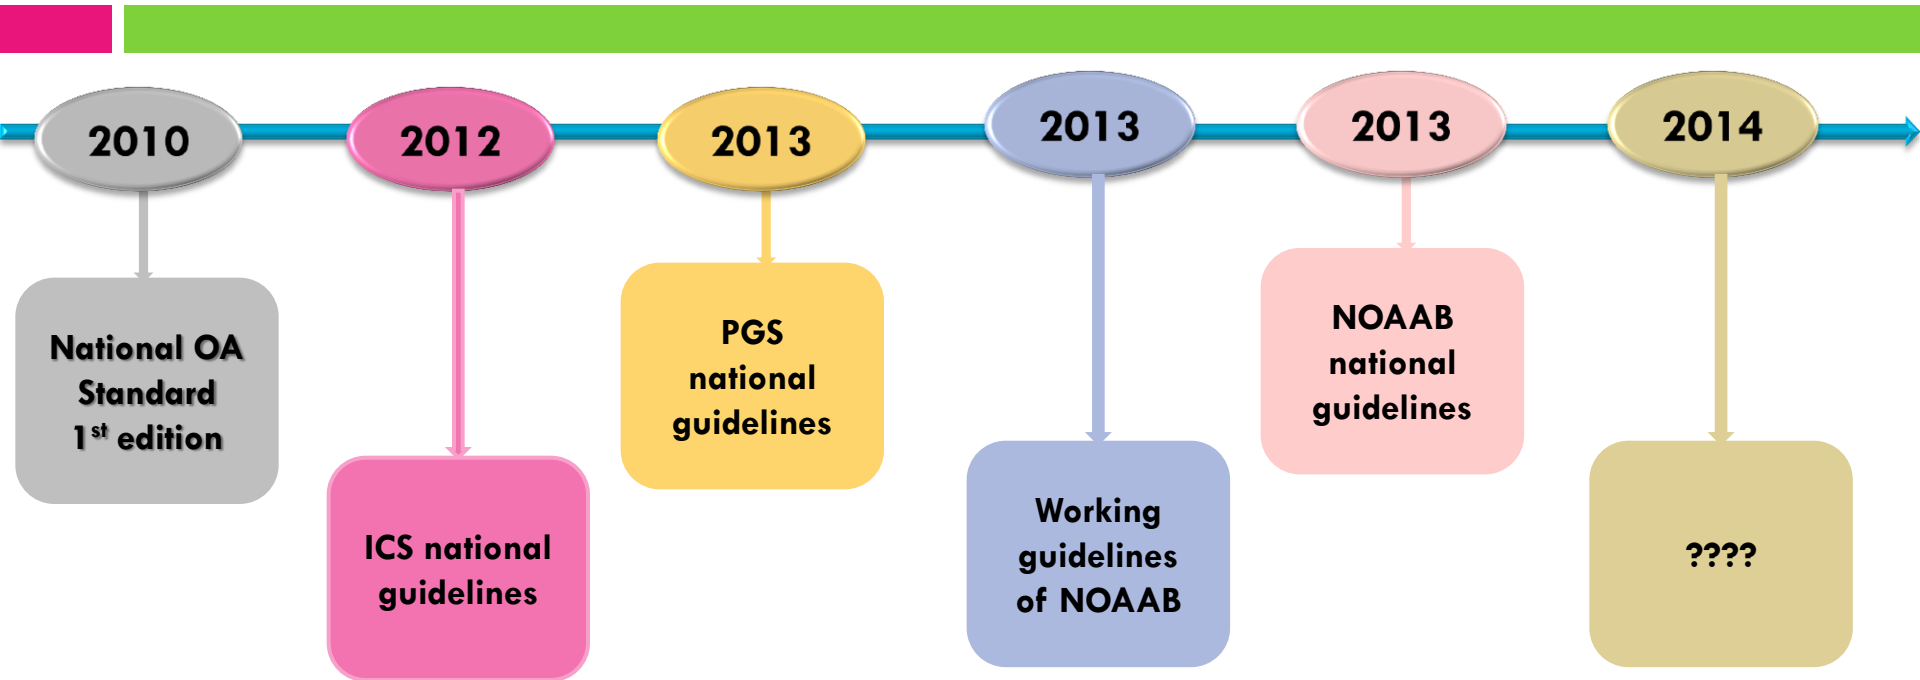 2010
2012
2013
2013
2013
2014
National OA
Standard
1st edition
ICS national
guidelines
PGS
national
guidelines
Working
guidelines
of NOAAB
NOAAB
national
guidelines
????